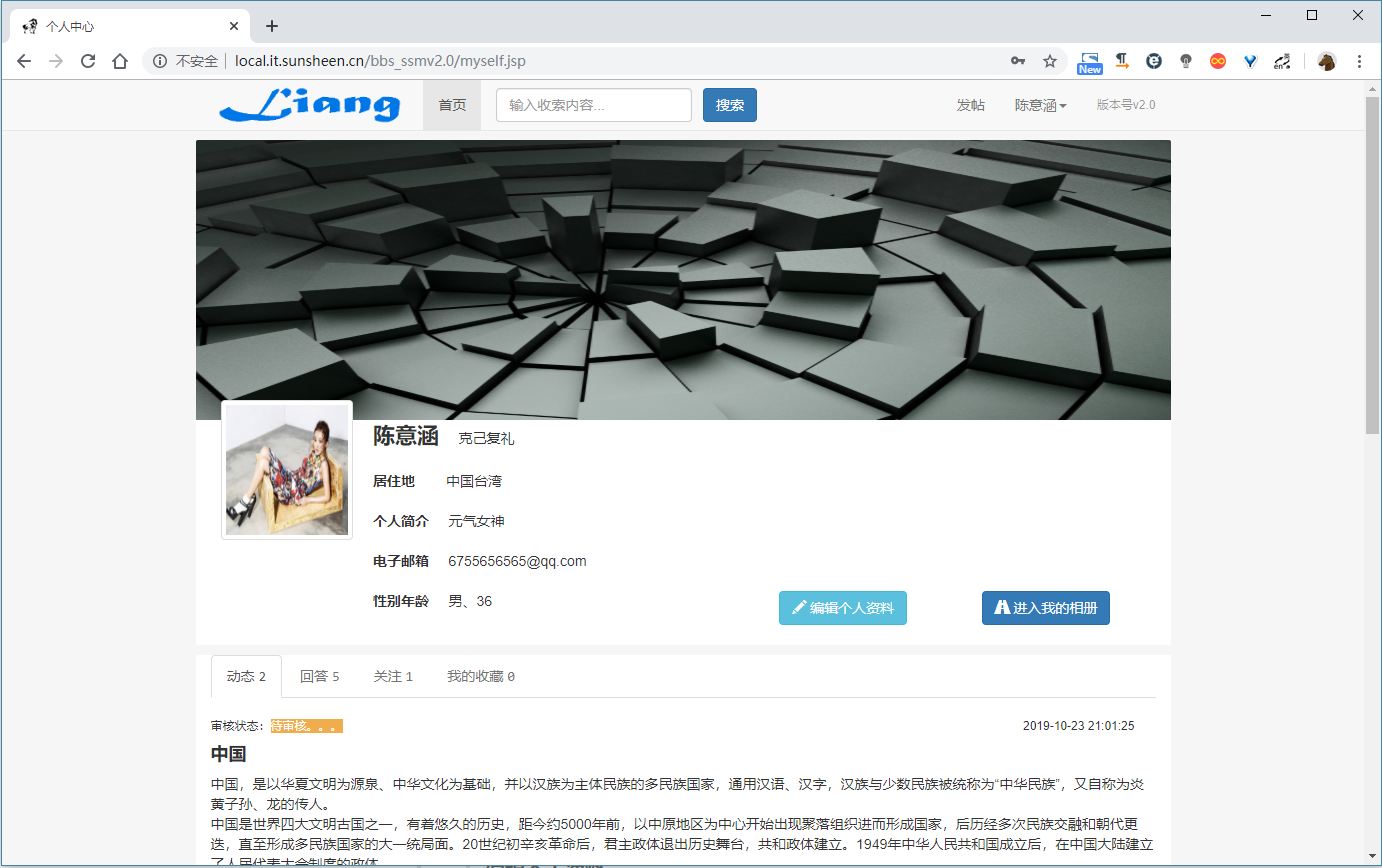 个人中心
不安全 local.it.sunsheen.cn/bbs_ssmv2.0/myself.jsp
New
en
Liang 首页 输入收索内容... 搜索 发帖 陈意涵 版本号v2.0
陈意涵 克己复礼
居住地 中国台湾
个人简介 元气女神
电子邮箱 6755656565@qq.com
性别年龄 男、36
编辑个人资料 进入我的相册
动态 2 回答 5 关注 1 我的收藏 0
审核状态：待审核。。。 2019-10-23 21:01:25
中国
中国，是以华夏文明为源泉、中华文化为基础，并以汉族为主体民族的多民族国家，通用汉语、汉字，汉族与少数民族被统称为“中华民族”，又自称为炎
黄子孙、龙的传人。
中国是世界四大文明古国之一，有着悠久的历史，距今约5000年前，以中原地区为中心开始出现聚落组织进而形成国家，后历经多次民族交融和朝代更
迭，直至形成多民族国家的大一统局面。20世纪初辛亥革命后，君主政体退出历史舞台，共和政体建立。1949年中华人民共和国成立后，在中国大陆建立
了人民代表大会制度的政体